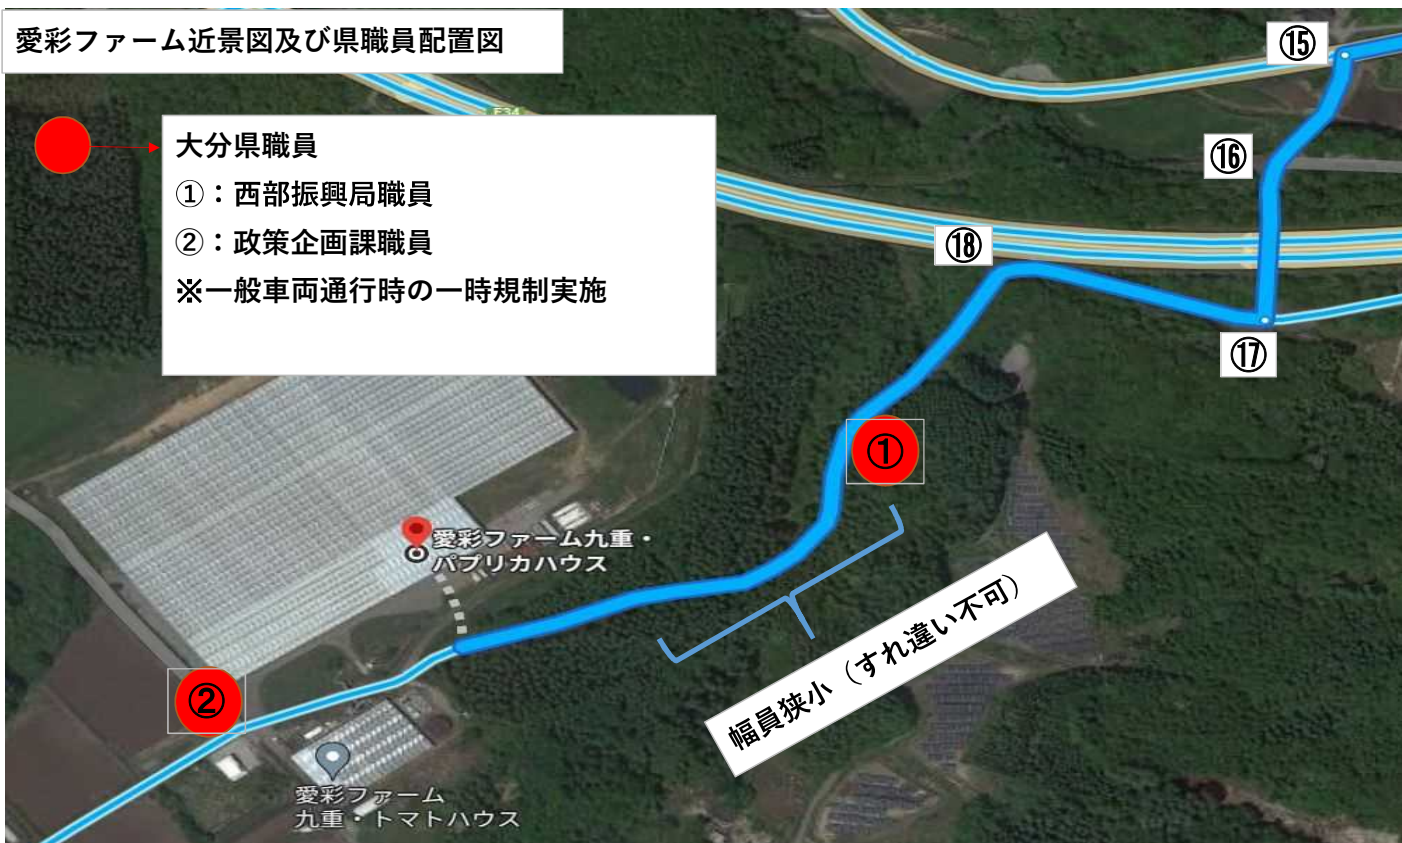 愛彩ファーム近景図及び県職員配置図
⑮
E34
大分県職員
①：西部振興局職員
②：政策企画課職員
※一般車両通行時の一時規制実施
⑯
⑱
⑰
①
愛彩ファーム九重・
パプリカハウス
幅員狭小（すれ違い不可）
②
愛彩ファーム
九重・トマトハウス